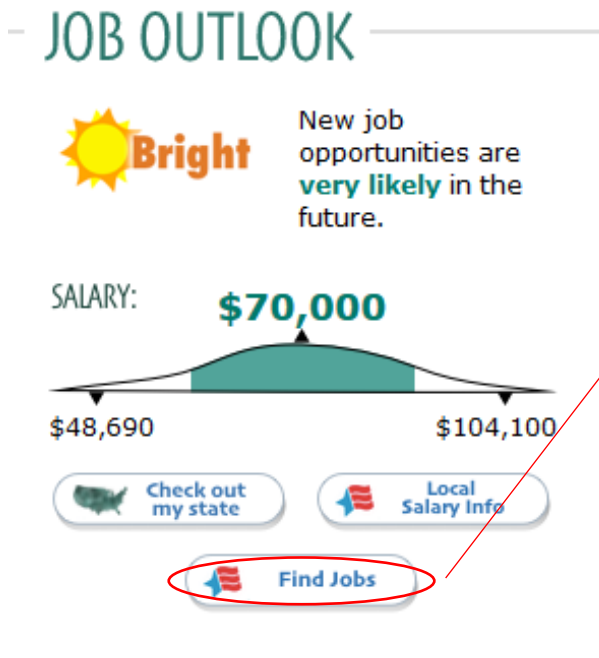 JOB OUTLOOK
Bright
New job
opportunities are
very likely in the
future.
SALARY:
$70,000
$48,690
$104,100
Check out
my state
Local
Salary Info
Find Jobs